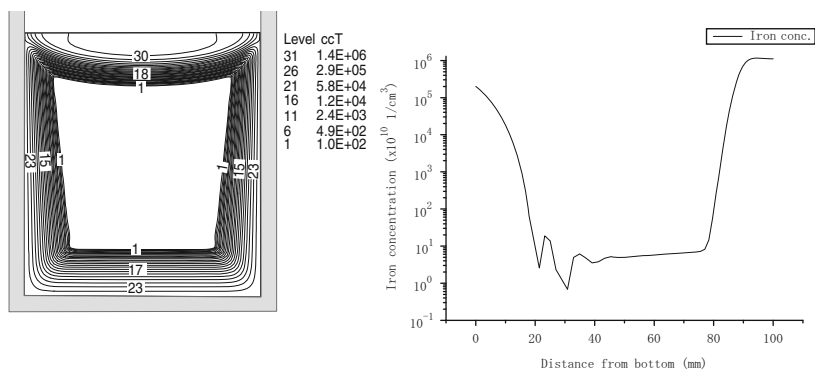 30
18
1
23
15
1
1
15
23
1
17
23
Level ccT
31 1.4E+06
26 2.9E+05
21 5.8E+04
16 1.2E+04
11 2.4E+03
6 4.9E+02
1 1.0E+02
Iron conc.
Iron concentration (x10^10 1/cm^3)
10^6
10^5
10^4
10^3
10^2
10^1
10^0
10^-1
0 20 40 60 80 100
Distance from bottom (mm)